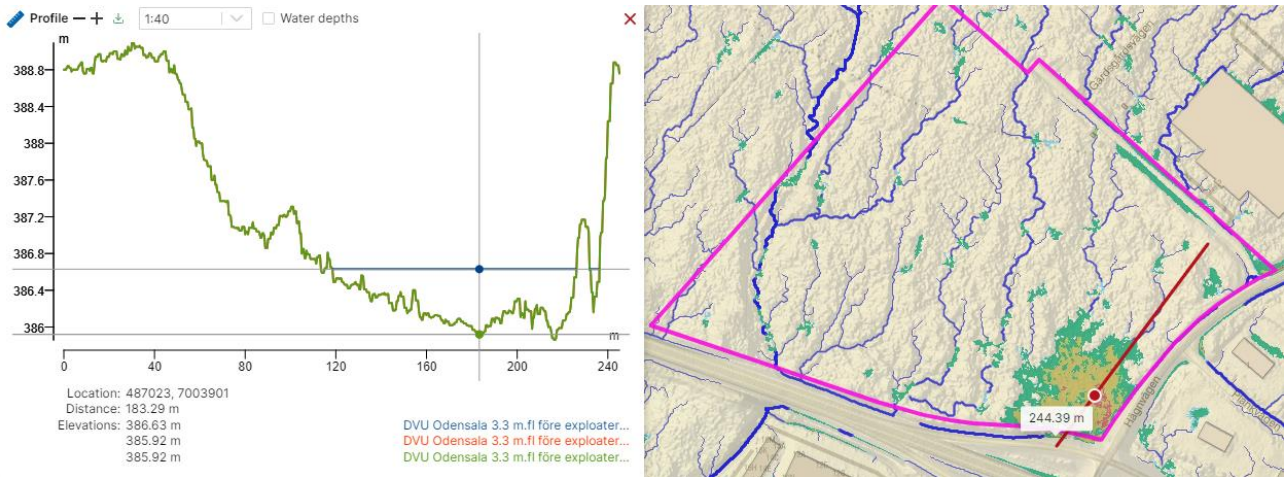 Profile
1:40
Water depths
m
388.8
388.4
388
387.6
387.2
386.8
386.4
386
m
0
40
80
120
160
200
240
Location: 487023, 7003901
Distance: 183.29 m
Elevations: 386.63 m
385.92 m
385.92 m
DVU Odensala 3.3 m.fl före exploater...
DVU Odensala 3.3 m.fl före exploater...
DVU Odensala 3.3 m.fl före exploater...
244.39 m
Hagvägen